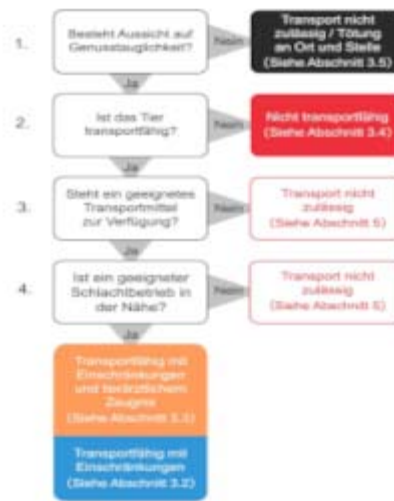 1.
Besteht Aussicht auf
Genusstauglichkeit?
Nein
Transport nicht
zulässig / Tötung
an Ort und Stelle
(Siehe Abschnitt 3.5)
Ja
2.
Ist das Tier
transportfähig?
Nein
Nicht transportfähig
(Siehe Abschnitt 3.4)
Ja
3.
Steht ein geeignetes
Transportmittel
zur Verfügung?
Nein
Transport nicht
zulässig
(Siehe Abschnitt 5)
Ja
4.
Ist ein geeigneter
Schlachtbetrieb in
der Nähe?
Nein
Transport nicht
zulässig
(Siehe Abschnitt 5)
Ja
Transportfähig mit
Einschränkungen
und tierärztlichem
Zeugnis
(Siehe Abschnitt 3.3)
Transportfähig mit
Einschränkungen
(Siehe Abschnitt 3.2)